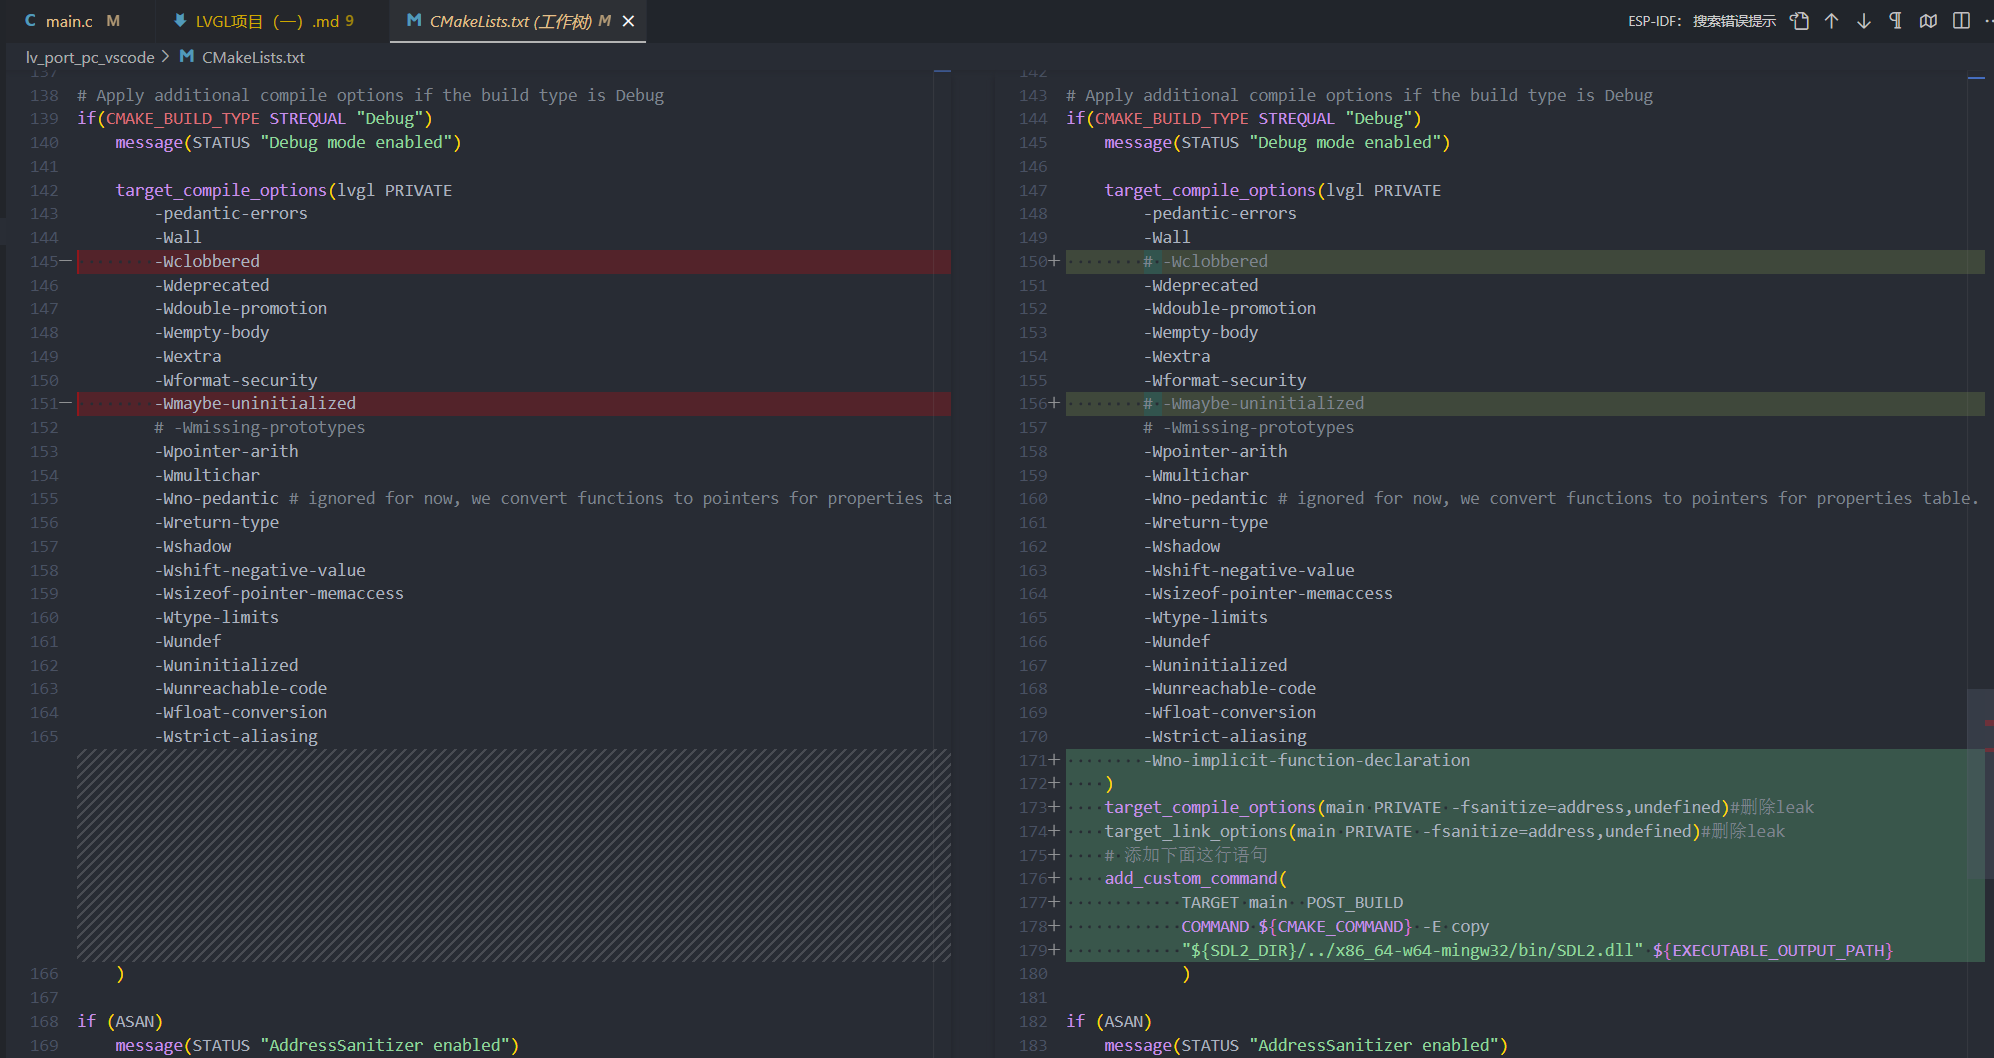 main.c M
LVGL项目（一）.md 9
CMakeLists.txt (工作树) M
ESP-IDF： 搜索错误提示
lv_port_pc_vscode > CMakeLists.txt
137
138 # Apply additional compile options if the build type is Debug
139 if(CMAKE_BUILD_TYPE STREQUAL "Debug")
140 message(STATUS "Debug mode enabled")
141
142 target_compile_options(lvgl PRIVATE
143 -pedantic-errors
144 -Wall
145— -Wclobbered
146 -Wdeprecated
147 -Wdouble-promotion
148 -Wempty-body
149 -Wextra
150 -Wformat-security
151— -Wmaybe-uninitialized
152 # -Wmissing-prototypes
153 -Wpointer-arith
154 -Wmultichar
155 -Wno-pedantic # ignored for now, we convert functions to pointers for properties ta
156 -Wreturn-type
157 -Wshadow
158 -Wshift-negative-value
159 -Wsizeof-pointer-memaccess
160 -Wtype-limits
161 -Wundef
162 -Wuninitialized
163 -Wunreachable-code
164 -Wfloat-conversion
165 -Wstrict-aliasing
166 )
167
168 if (ASAN)
169 message(STATUS "AddressSanitizer enabled")
142
143 # Apply additional compile options if the build type is Debug
144 if(CMAKE_BUILD_TYPE STREQUAL "Debug")
145 message(STATUS "Debug mode enabled")
146
147 target_compile_options(lvgl PRIVATE
148 -pedantic-errors
149 -Wall
150+ # -Wclobbered
151 -Wdeprecated
152 -Wdouble-promotion
153 -Wempty-body
154 -Wextra
155 -Wformat-security
156+ # -Wmaybe-uninitialized
157 # -Wmissing-prototypes
158 -Wpointer-arith
159 -Wmultichar
160 -Wno-pedantic # ignored for now, we convert functions to pointers for properties table.
161 -Wreturn-type
162 -Wshadow
163 -Wshift-negative-value
164 -Wsizeof-pointer-memaccess
165 -Wtype-limits
166 -Wundef
167 -Wuninitialized
168 -Wunreachable-code
169 -Wfloat-conversion
170 -Wstrict-aliasing
171+ -Wno-implicit-function-declaration
172+ )
173+ target_compile_options(main PRIVATE -fsanitize=address,undefined)#删除leak
174+ target_link_options(main PRIVATE -fsanitize=address,undefined)#删除leak
175+ # 添加下面这行语句
176+ add_custom_command(
177+ TARGET main POST_BUILD
178+ COMMAND ${CMAKE_COMMAND} -E copy
179+ "${SDL2_DIR}/../x86_64-w64-mingw32/bin/SDL2.dll" ${EXECUTABLE_OUTPUT_PATH}
180 )
181
182 if (ASAN)
183 message(STATUS "AddressSanitizer enabled")